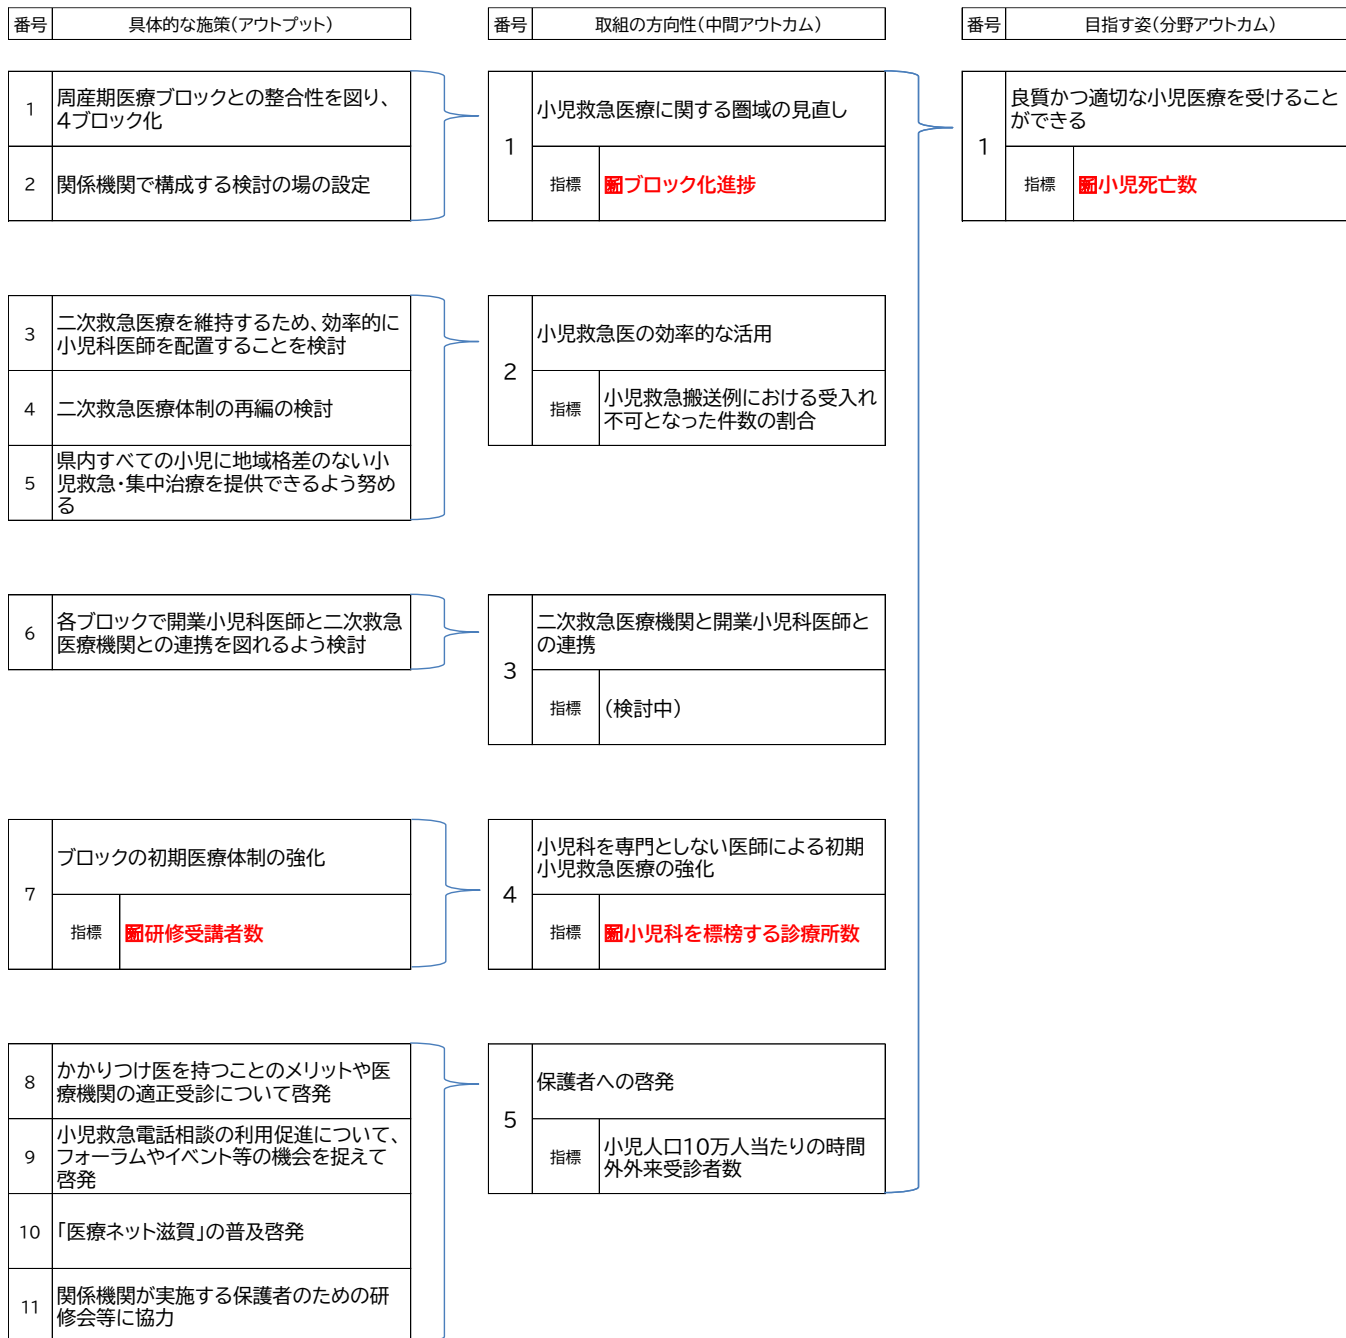 番号 具体的な施策(アウトプット)
1 周産期医療ブロックとの整合性を図り、
4ブロック化
2 関係機関で構成する検討の場の設定
3 二次救急医療を維持するため、効率的に
小児科医師を配置することを検討
4 二次救急医療体制の再編の検討
5 県内すべての小児に地域格差のない小
児救急・集中治療を提供できるよう努め
る
6 各ブロックで開業小児科医師と二次救急
医療機関との連携を図れるよう検討
7 ブロックの初期医療体制の強化
指標 🈟研修受講者数
8 かかりつけ医を持つことのメリットや医
療機関の適正受診について啓発
9 小児救急電話相談の利用促進について、
フォーラムやイベント等の機会を捉えて
啓発
10 「医療ネット滋賀」の普及啓発
11 関係機関が実施する保護者のための研
修会等に協力
番号 取組の方向性(中間アウトカム)
1 小児救急医療に関する圏域の見直し
指標 🈟ブロック化進捗
2 小児救急医の効率的な活用
指標 小児救急搬送例における受入れ
不可となった件数の割合
3 二次救急医療機関と開業小児科医師と
の連携
指標 (検討中)
4 小児科を専門としない医師による初期
小児救急医療の強化
指標 🈟小児科を標榜する診療所数
5 保護者への啓発
指標 小児人口10万人当たりの時間
外外来受診者数
番号 目指す姿(分野アウトカム)
1 良質かつ適切な小児医療を受けること
ができる
指標 🈟小児死亡数